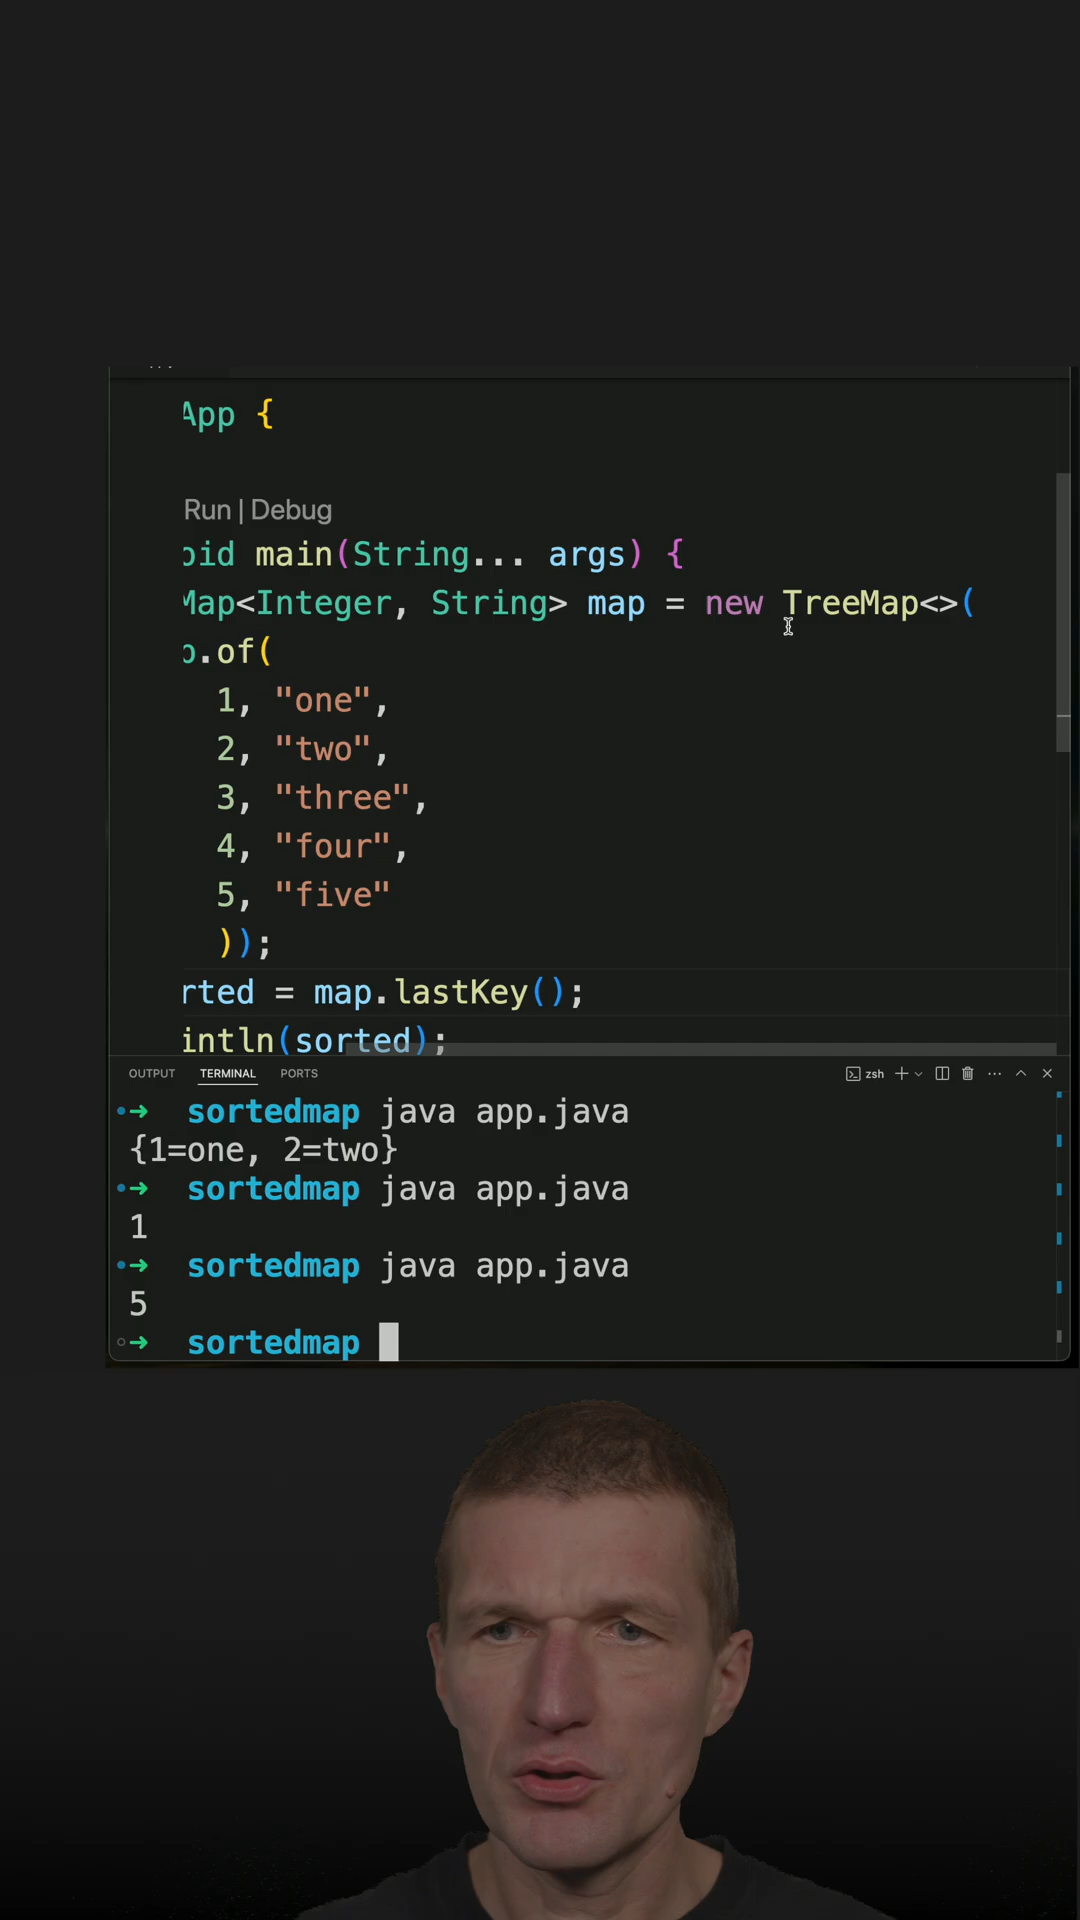 App {
Run | Debug
oid main(String... args) {
Map<Integer, String> map = new TreeMap<>(
p.of(
1, "one",
2, "two",
3, "three",
4, "four",
5, "five"
));
rted = map.lastKey();
intln(sorted);
OUTPUT TERMINAL PORTS zsh
→ sortedmap java app.java
{1=one, 2=two}
→ sortedmap java app.java
1
→ sortedmap java app.java
5
→ sortedmap